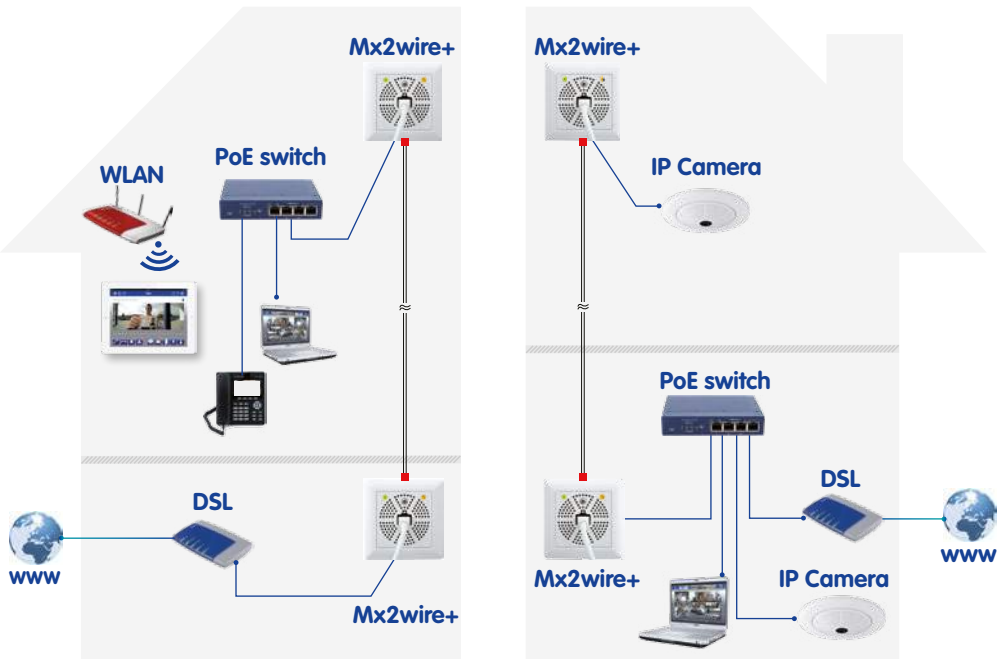 Mx2wire+
PoE switch
WLAN
DSL
www
Mx2wire+
Mx2wire+
IP Camera
PoE switch
DSL
www
Mx2wire+
IP Camera